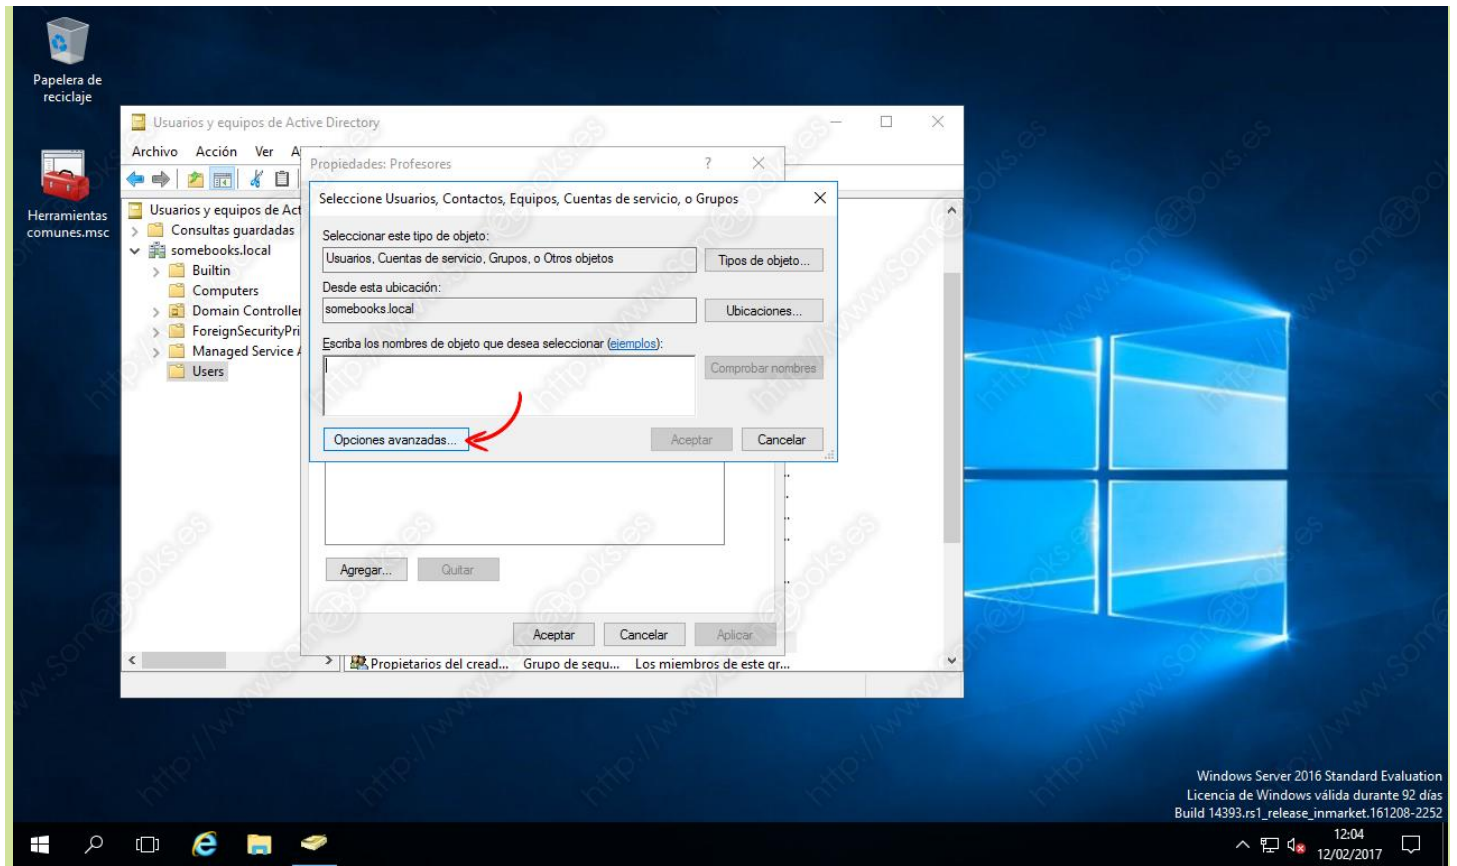 Papelera de
reciclaje
Herramientas
comunes.msc
Usuarios y equipos de Active Directory
Archivo Acción Ver A
Propiedades: Profesores ?
Seleccione Usuarios, Contactos, Equipos, Cuentas de servicio, o Grupos
Seleccionar este tipo de objeto:
Usuarios, Cuentas de servicio, Grupos, o Otros objetos
Tipos de objeto...
Desde esta ubicación:
somebooks.local
Ubicaciones...
Escriba los nombres de objeto que desea seleccionar (ejemplos):
Comprobar nombres
Opciones avanzadas...
Aceptar
Cancelar
Usuarios y equipos de Act
Consultas guardadas
somebooks.local
Builtin
Computers
Domain Controller
ForeignSecurityPri
Managed Service A
Users
Agregar...
Quitar
Aceptar
Cancelar
Aplicar
Propietarios del cread... Grupo de segu... Los miembros de este gr...
Windows Server 2016 Standard Evaluation
Licencia de Windows válida durante 92 días
Build 14393.rs1_release_inmarket.161208-2252
12:04
12/02/2017
http://www.SomeBooks.es